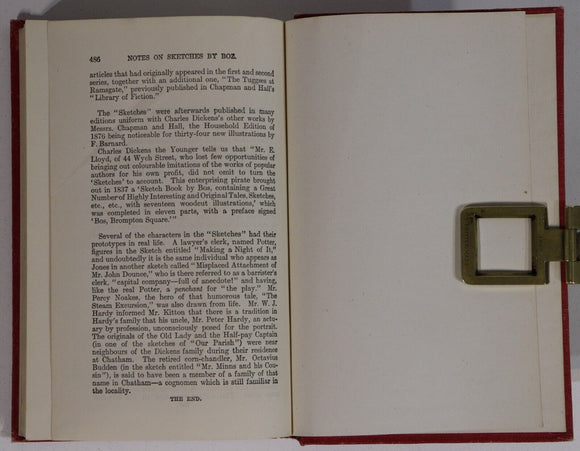 486 NOTES ON SKETCHES BY BOZ.
articles that had originally appeared in the first and second
series, together with an additional one, "The Tuggses at
Ramsgate," previously published in Chapman and Hall's
"Library of Fiction."
The "Sketches" were afterwards published in many
editions uniform with Charles Dickens's other works by
Messrs. Chapman and Hall, the Household Edition of
1876 being noticeable for thirty-four new illustrations by
F. Barnard.
Charles Dickens the Younger tells us that "Mr. E.
Lloyd, of 44 Wych Street, who lost few opportunities of
bringing out colourable imitations of the works of popular
authors for his own profit, did not omit to turn the
'Sketches' to account. This enterprising pirate brought
out in 1837 a 'Sketch Book by Bos, containing a Great
Number of Highly Interesting and Original Tales, Sketches,
etc., etc., with seventeen woodcut illustrations,' which
was completed in eleven parts, with a preface signed
'Bos, Brompton Square.'"
Several of the characters in the "Sketches" had their
prototypes in real life. A lawyer's clerk, named Potter,
figures in the Sketch entitled "Making a Night of It,"
and undoubtedly it is the same individual who appears as
Jones in another sketch called "Misplaced Attachment of
Mr. John Dounce," who is there referred to as a barrister's
clerk, "capital company—full of anecdote!" and having,
like the real Potter, a penchant for "the play." Mr.
Percy Noakes, the hero of that humorous tale, "The
Steam Excursion," was also drawn from life. Mr. W. J.
Hardy informed Mr. Kitton that there is a tradition in
Hardy's family that his uncle, Mr. Peter Hardy, an actu-
ary by profession, unconsciously posed for the portrait.
The originals of the Old Lady and the Half-pay Captain
(in one of the sketches of "Our Parish") were near
neighbours of the Dickens family during their residence
at Chatham. The retired corn-chandler, Mr. Octavius
Budden (in the sketch entitled "Mr. Minns and his Cou-
sin"), is said to have been a member of a family of that
name in Chatham—a cognomen which is still familiar in
the locality.
THE END.